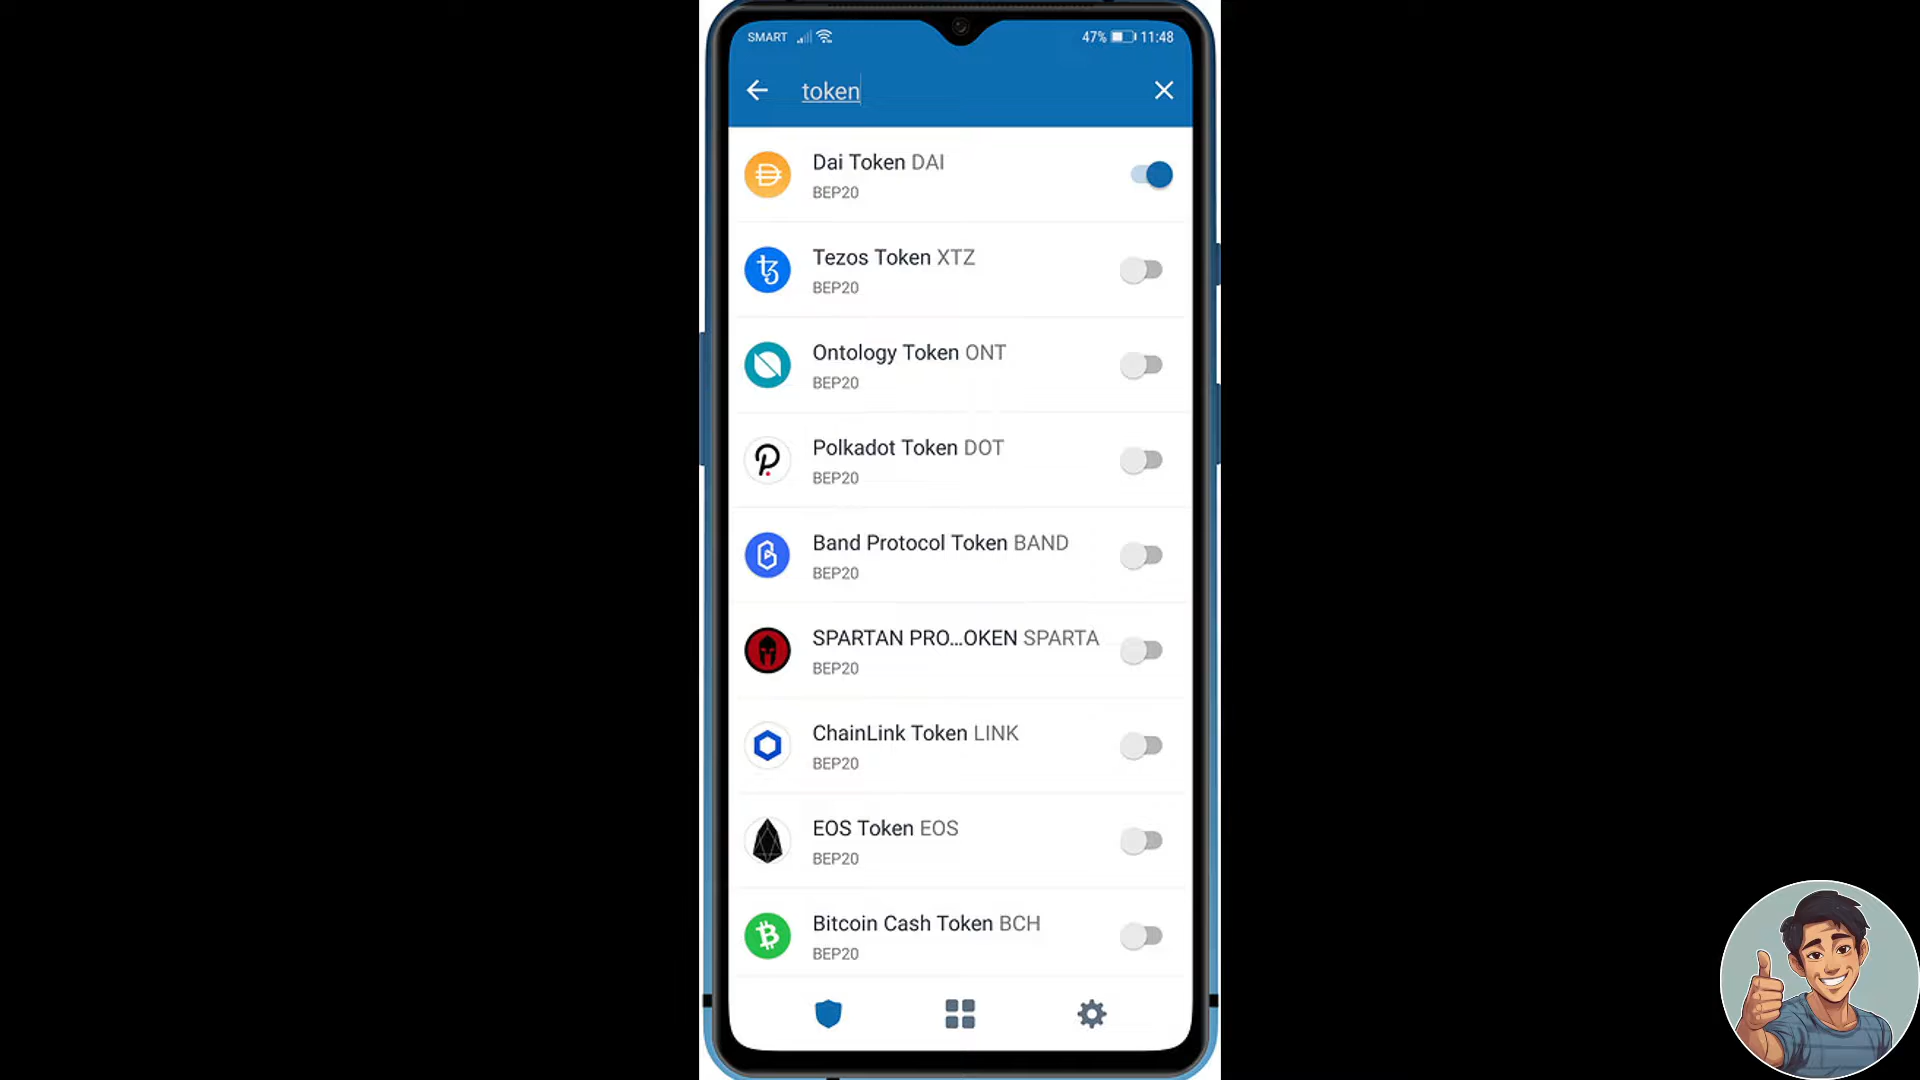 SMART
47% 11:48
token
Dai Token DAI
BEP20
Tezos Token XTZ
BEP20
Ontology Token ONT
BEP20
Polkadot Token DOT
BEP20
Band Protocol Token BAND
BEP20
SPARTAN PRO...OKEN SPARTA
BEP20
ChainLink Token LINK
BEP20
EOS Token EOS
BEP20
Bitcoin Cash Token BCH
BEP20